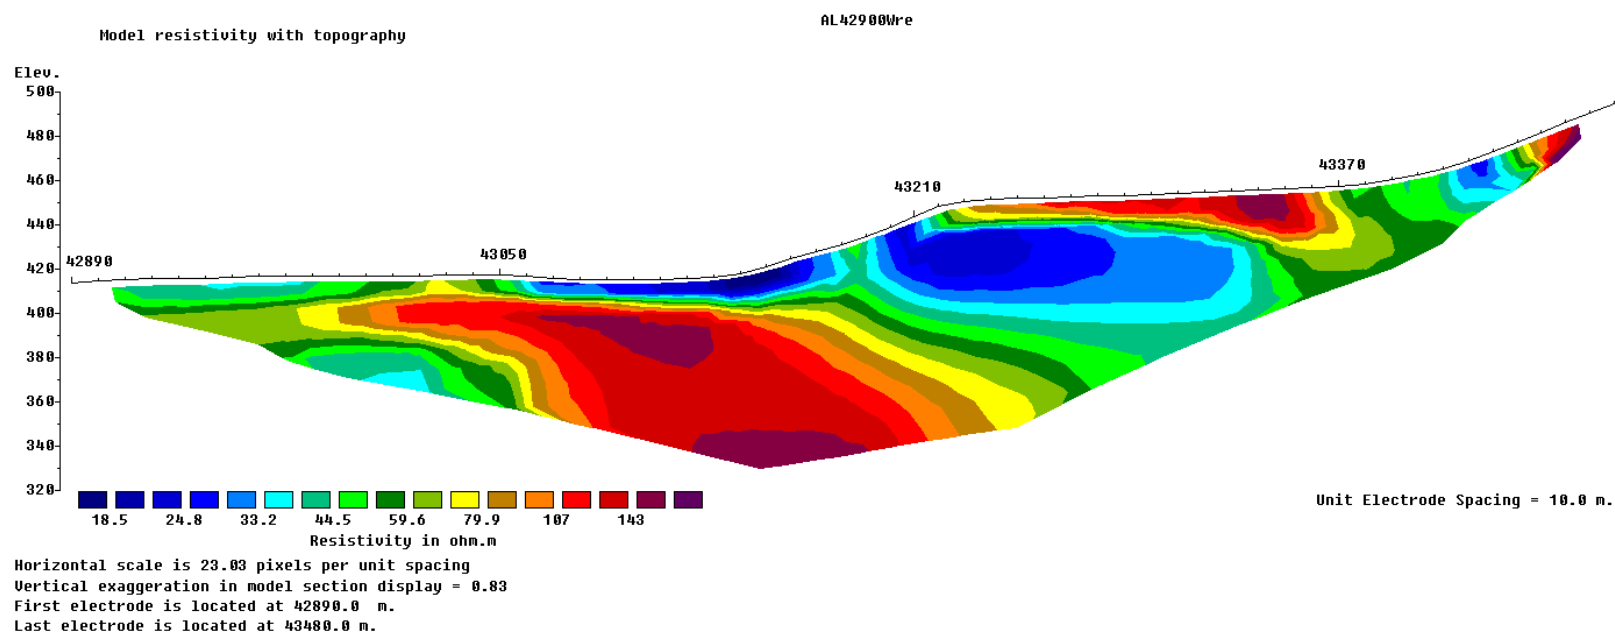 AL42900Wre
Model resistivity with topography
Elev.
500
480
460
440
420
400
380
360
340
320
42890
43050
43210
43370
18.5 24.8 33.2 44.5 59.6 79.9 107 143
Resistivity in ohm.m
Unit Electrode Spacing = 10.0 m.
Horizontal scale is 23.03 pixels per unit spacing
Vertical exaggeration in model section display = 0.83
First electrode is located at 42890.0 m.
Last electrode is located at 43480.0 m.